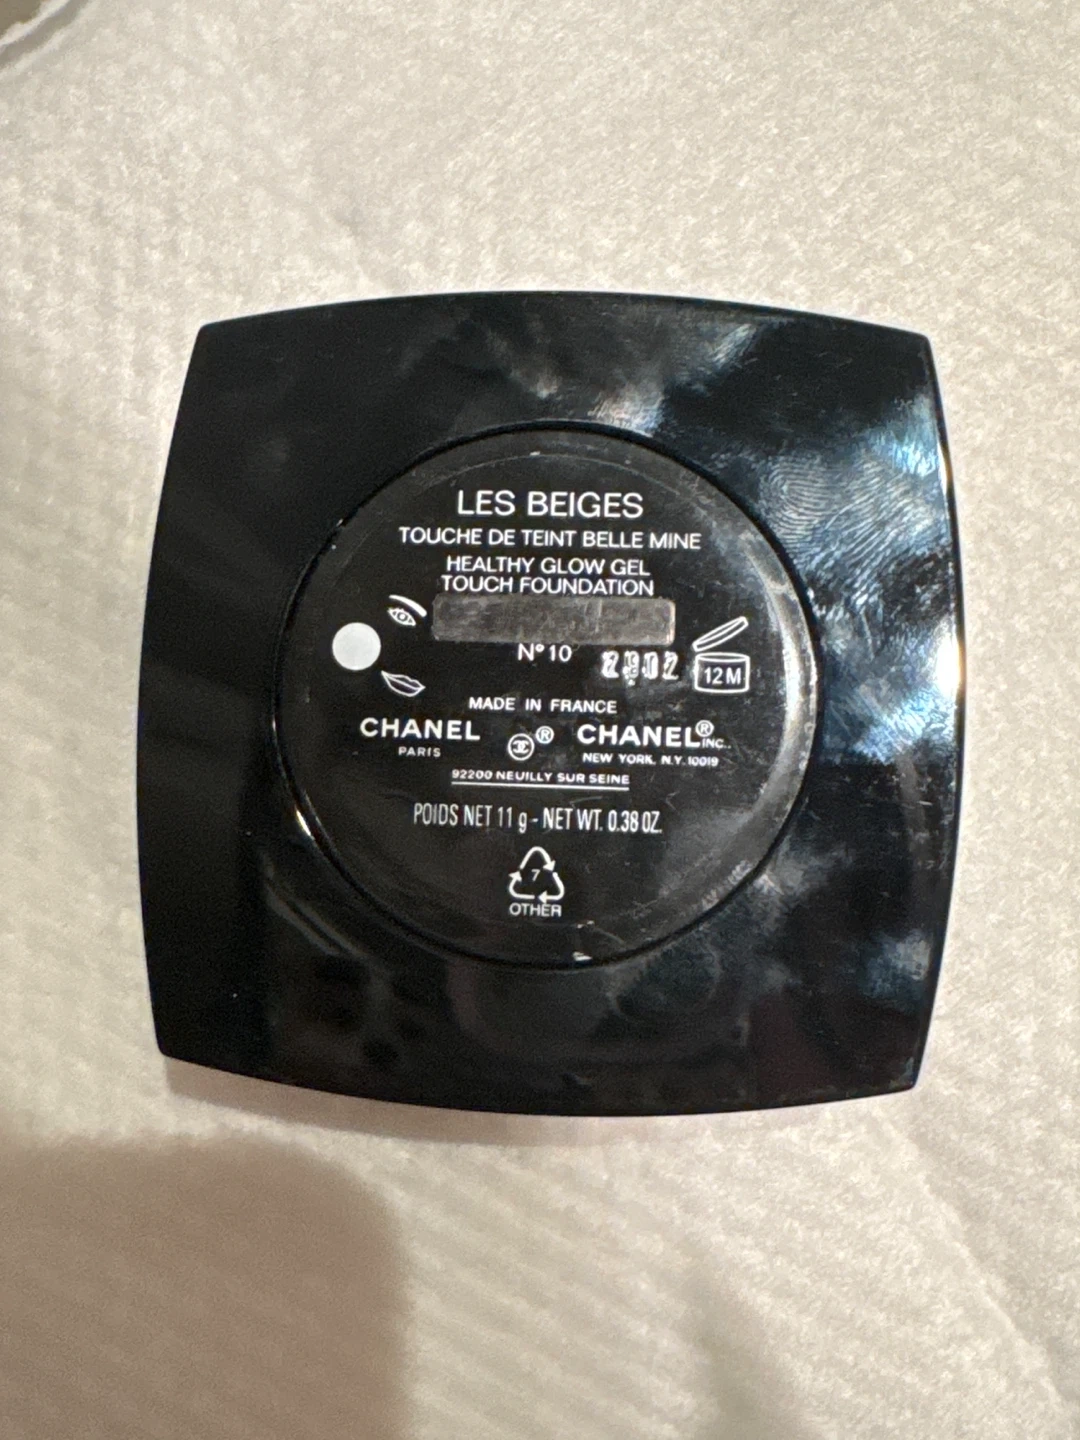 LES BEIGES
TOUCHE DE TEINT BELLE MINE
HEALTHY GLOW GEL
TOUCH FOUNDATION
N° 10
12 M
MADE IN FRANCE
CHANEL CHANEL® INC.
PARIS ® NEW YORK, N.Y. 10019
92200 NEUILLY SUR SEINE
POIDS NET 11 g - NET WT. 0.38 OZ.
7
OTHER